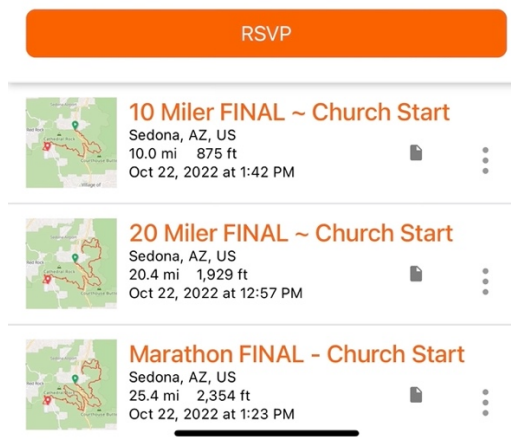 RSVP
10 Miler FINAL ~ Church Start
Sedona, AZ, US
10.0 mi 875 ft
Oct 22, 2022 at 1:42 PM
20 Miler FINAL ~ Church Start
Sedona, AZ, US
20.4 mi 1,929 ft
Oct 22, 2022 at 12:57 PM
Marathon FINAL - Church Start
Sedona, AZ, US
25.4 mi 2,354 ft
Oct 22, 2022 at 1:23 PM